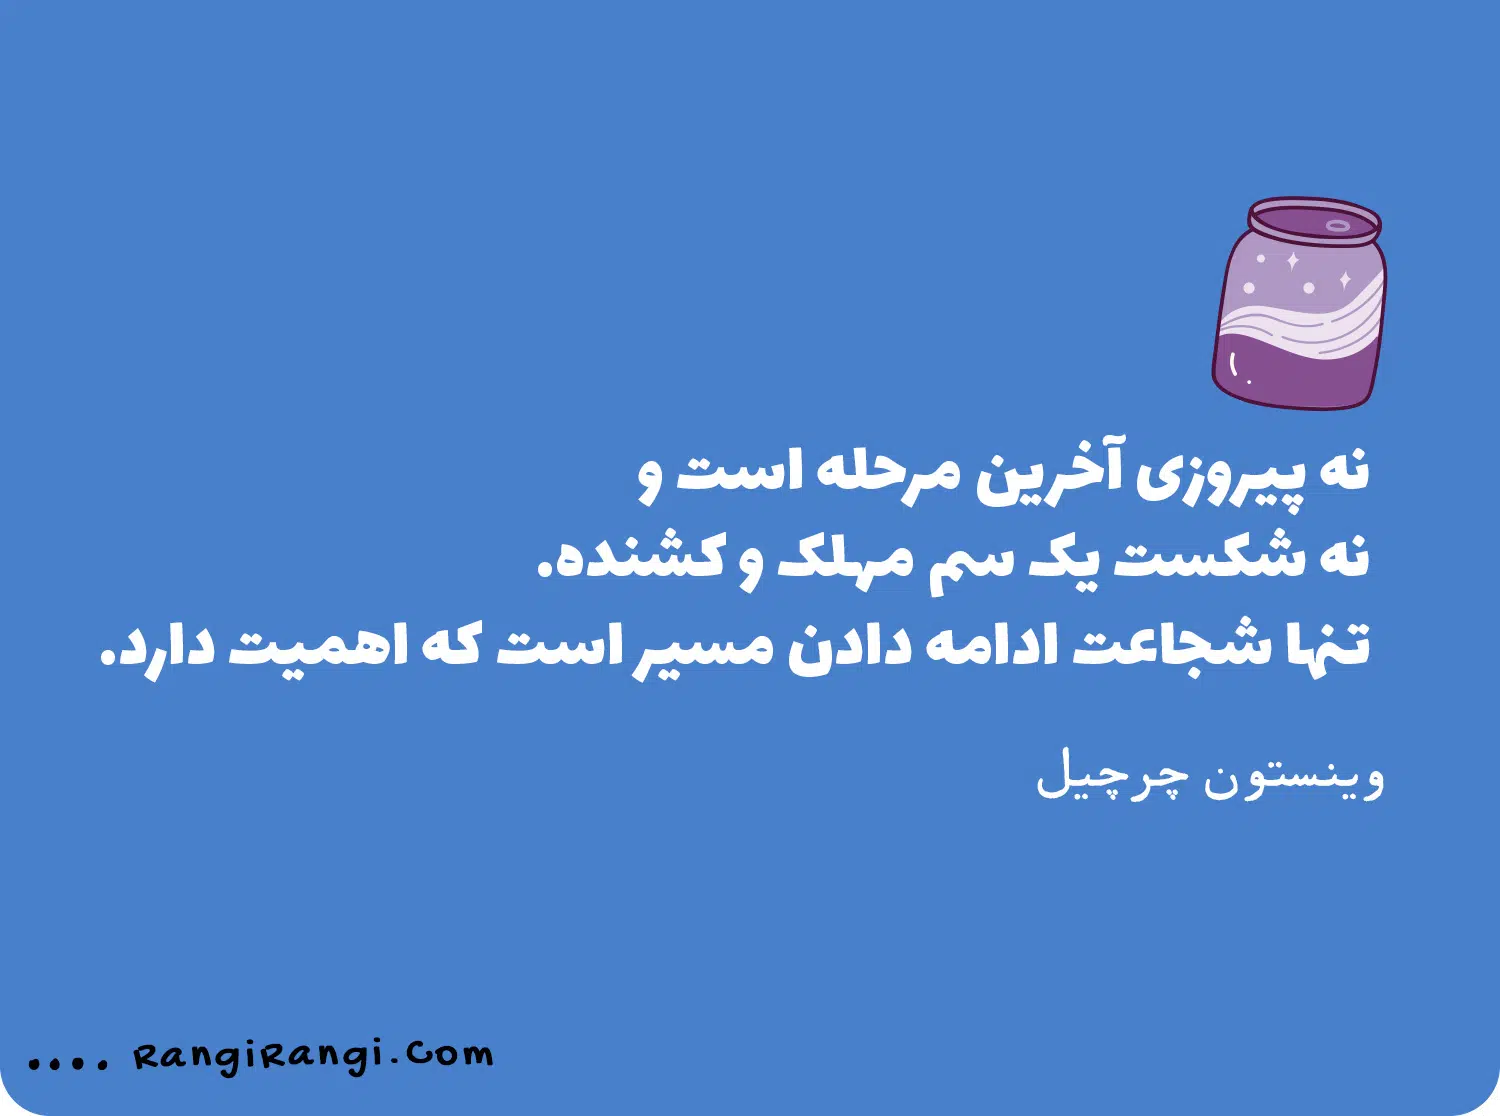 نه پیروزی آخرین مرحله است و
نه شکست یک سم مهلک و کشنده.
تنها شجاعت ادامه دادن مسیر است که اهمیت دارد.
وینستون چرچیل
.... RangiRangi.Com